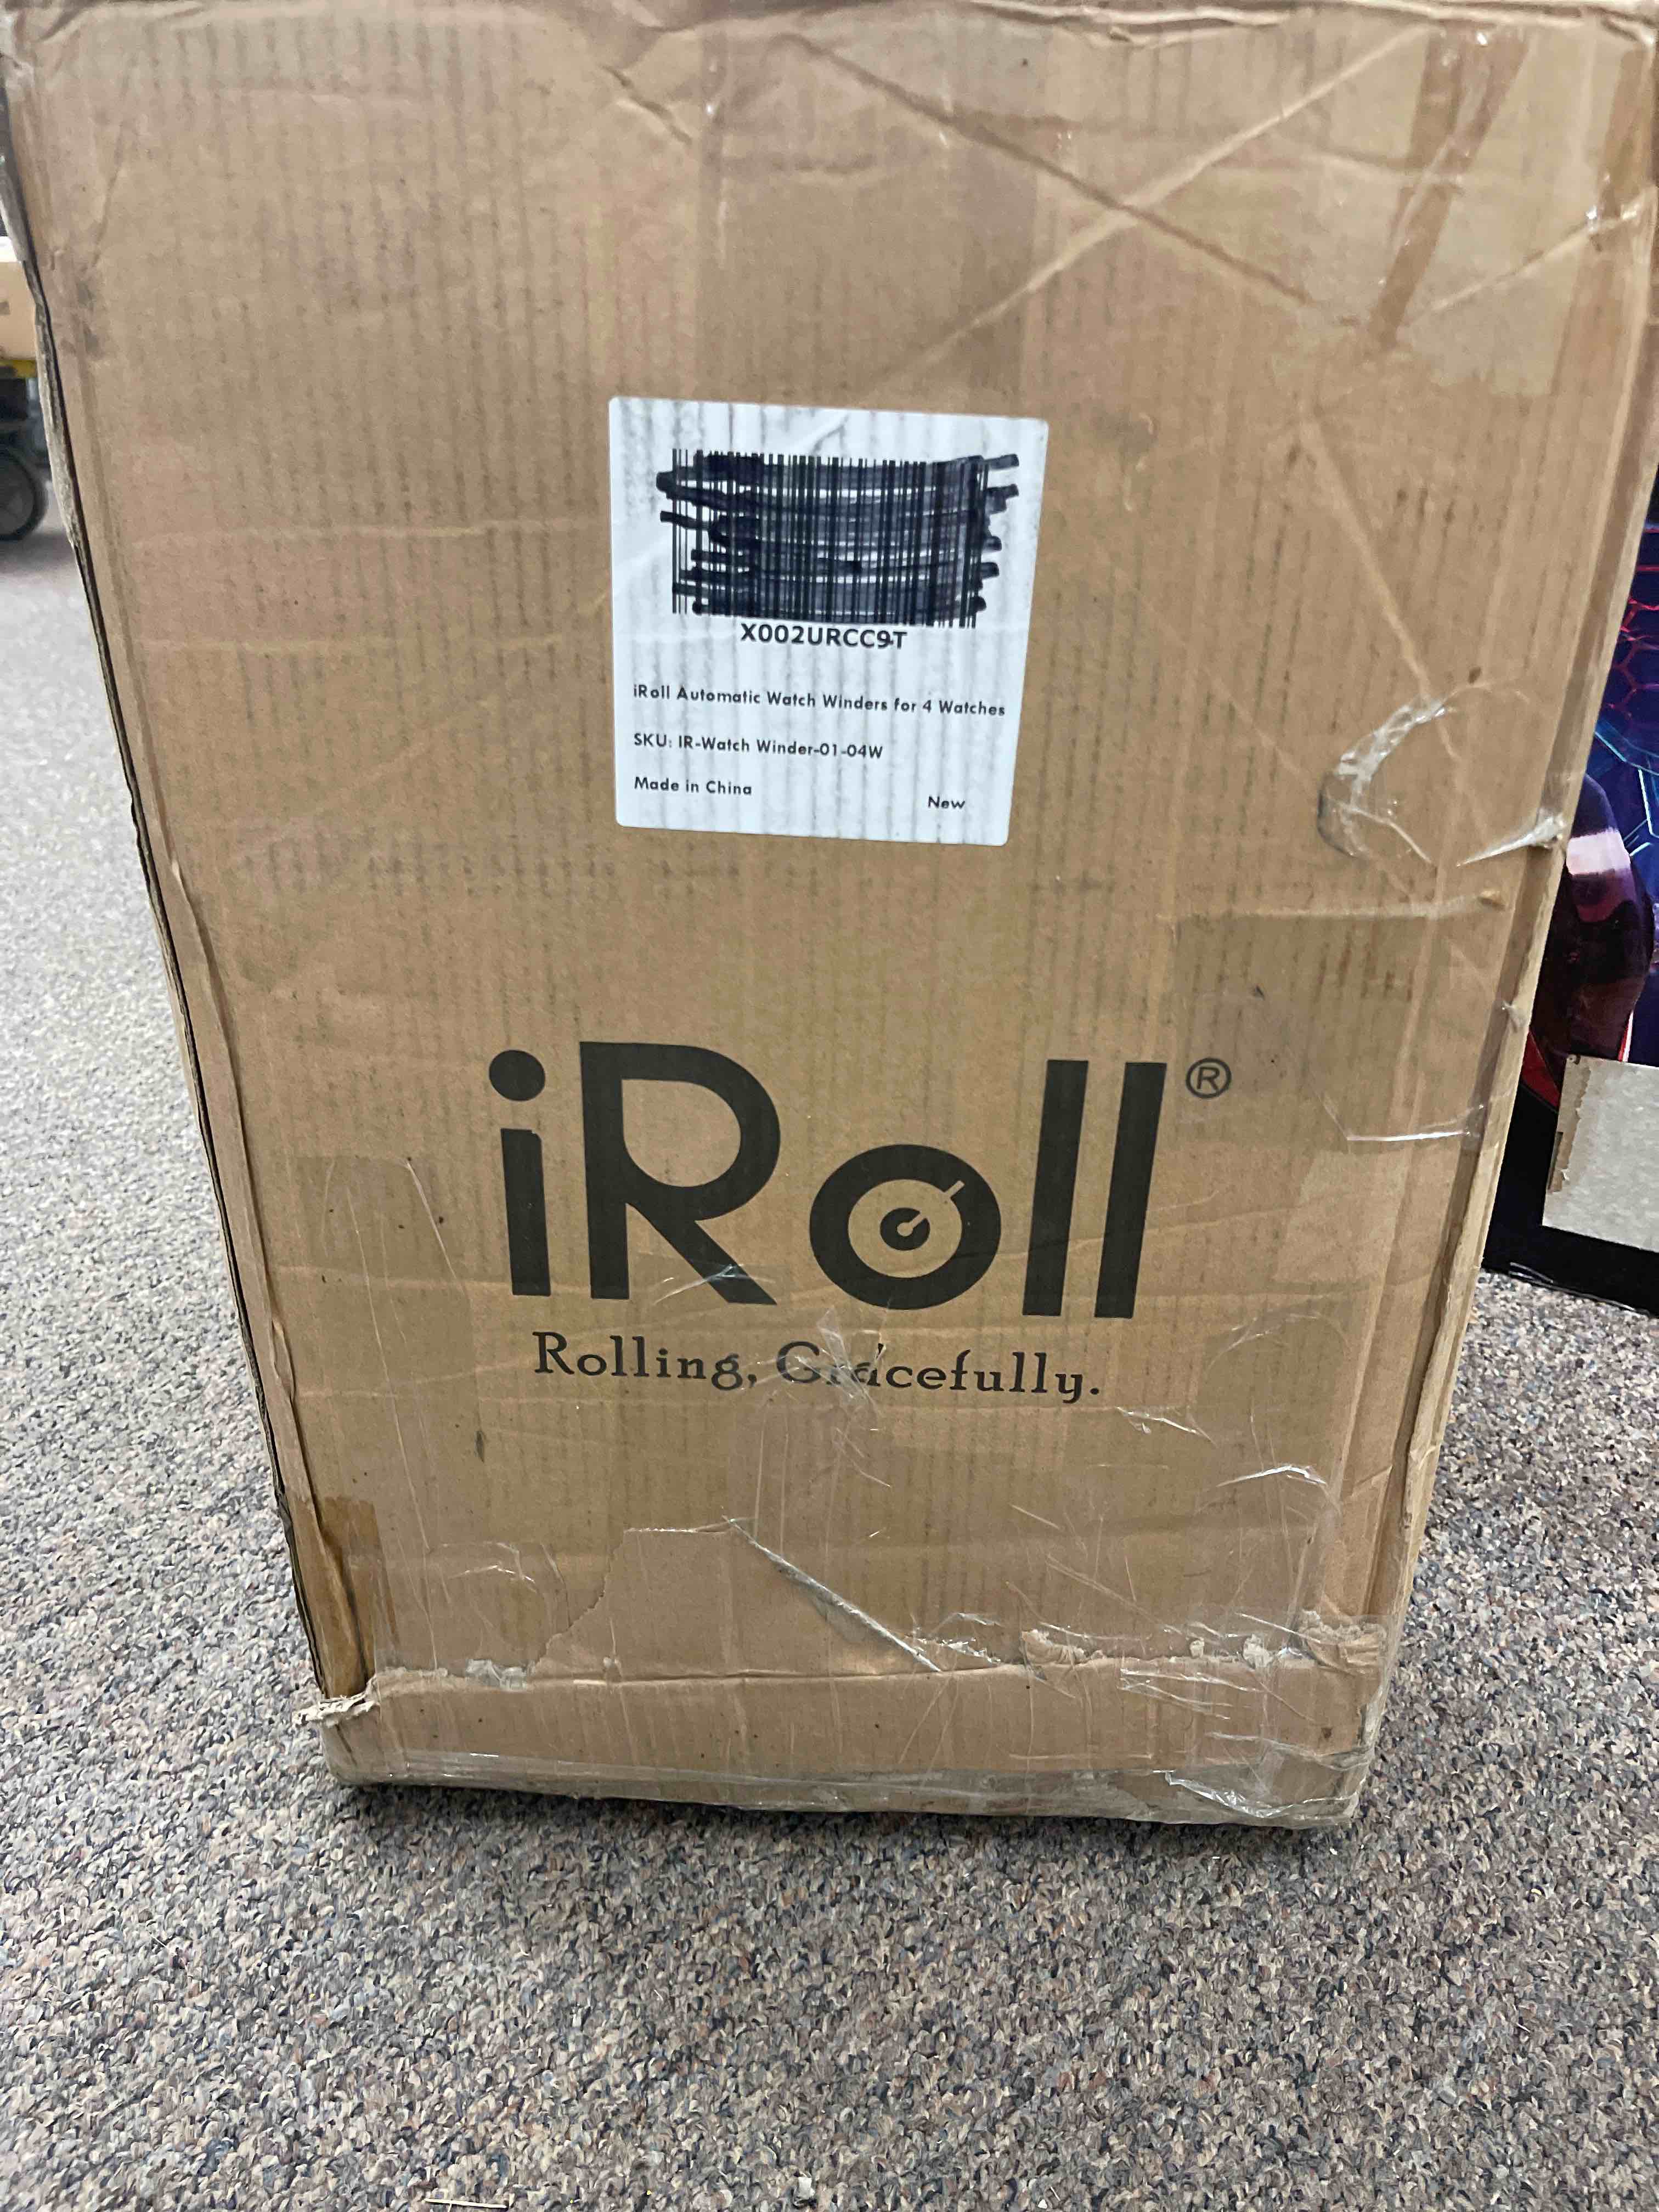 X002URCC9T
iRoll Automatic Watch Winders for 4 Watches
SKU: IR-Watch Winder-01-04W
Made in China
New
iRoll®
Rolling, Gracefully.